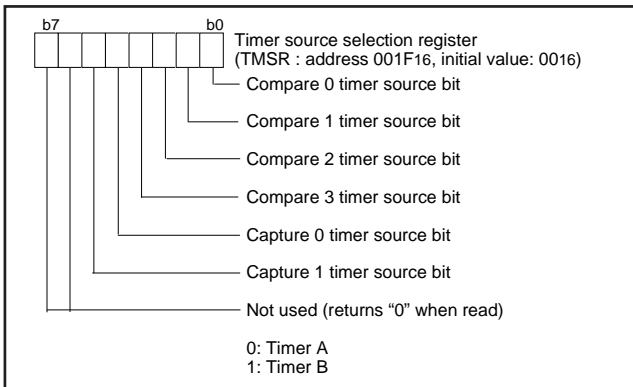 b7 b0
Timer source selection register
(TMSR : address 001F16, initial value: 0016)
Compare 0 timer source bit
Compare 1 timer source bit
Compare 2 timer source bit
Compare 3 timer source bit
Capture 0 timer source bit
Capture 1 timer source bit
Not used (returns “0” when read)
0: Timer A
1: Timer B